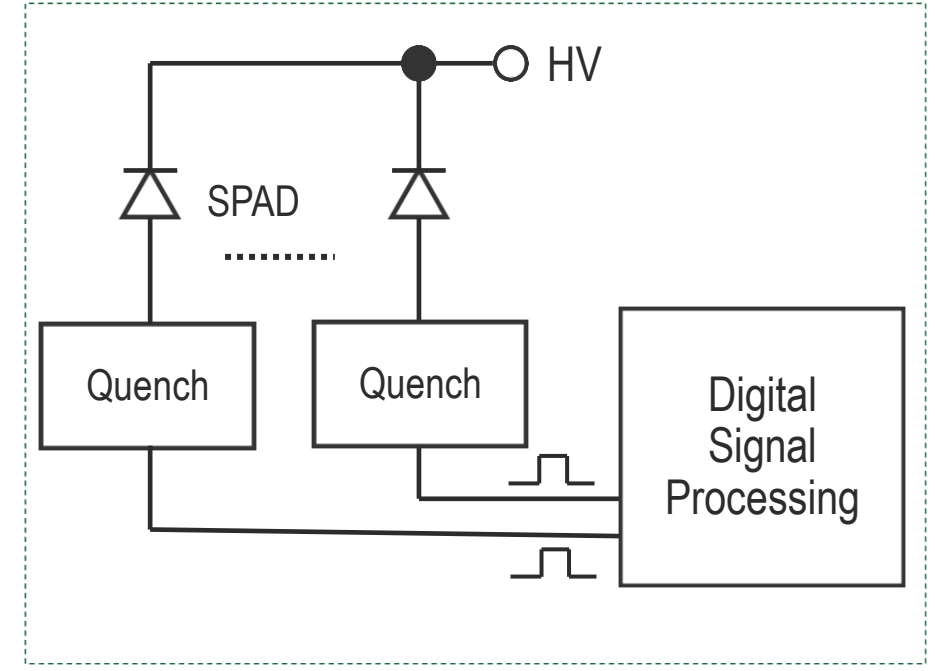 HV
SPAD
Quench
Quench
Digital
Signal
Processing